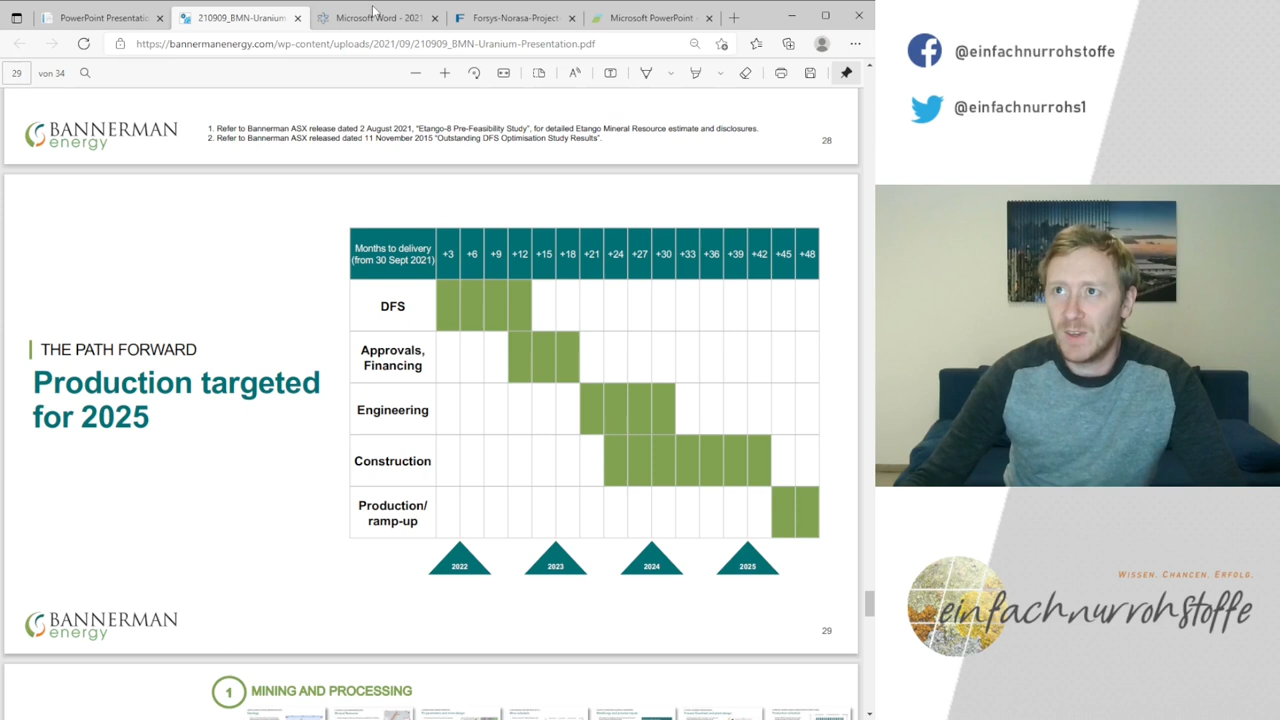 PowerPoint Presentatic
210909_BMN-Uranium
Microsoft Word - 2021
Forsys-Norasa-Project-
Microsoft PowerPoint -
https://bannermanenergy.com/wp-content/uploads/2021/09/210909_BMN-Uranium-Presentation.pdf
29 von 34
BANNERMAN
energy
1. Refer to Bannerman ASX release dated 2 August 2021, “Etango-8 Pre-Feasibility Study”, for detailed Etango Mineral Resource estimate and disclosures.
2. Refer to Bannerman ASX released dated 11 November 2015 “Outstanding DFS Optimisation Study Results”.
28
THE PATH FORWARD
Production targeted
for 2025
Months to delivery
(from 30 Sept 2021)
+3 +6 +9 +12 +15 +18 +21 +24 +27 +30 +33 +36 +39 +42 +45 +48
DFS
Approvals,
Financing
Engineering
Construction
Production/
ramp-up
2022 2023 2024 2025
BANNERMAN
energy
29
1 MINING AND PROCESSING
@einfachnurrohstoffe
@einfachnurrohs1
WISSEN. CHANCEN. ERFOLG.
einfachnurrohstoffe